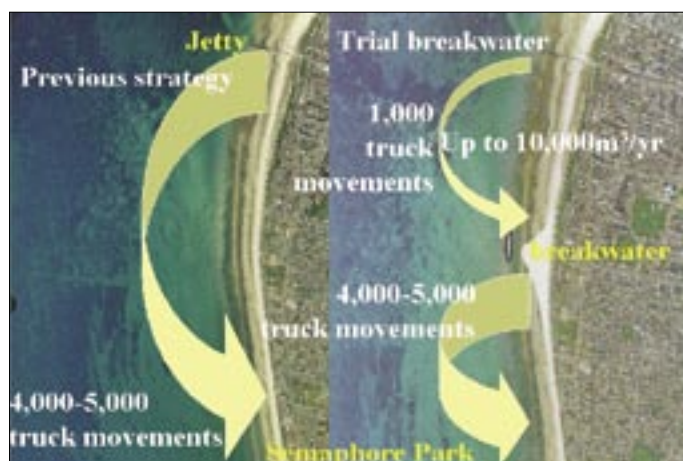 Jetty
Previous strategy
4,000-5,000
truck movements
Trial breakwater
1,000
truck
movements
Up to 10,000m³/yr
breakwater
4,000-5,000
truck movements
Semaphore Park